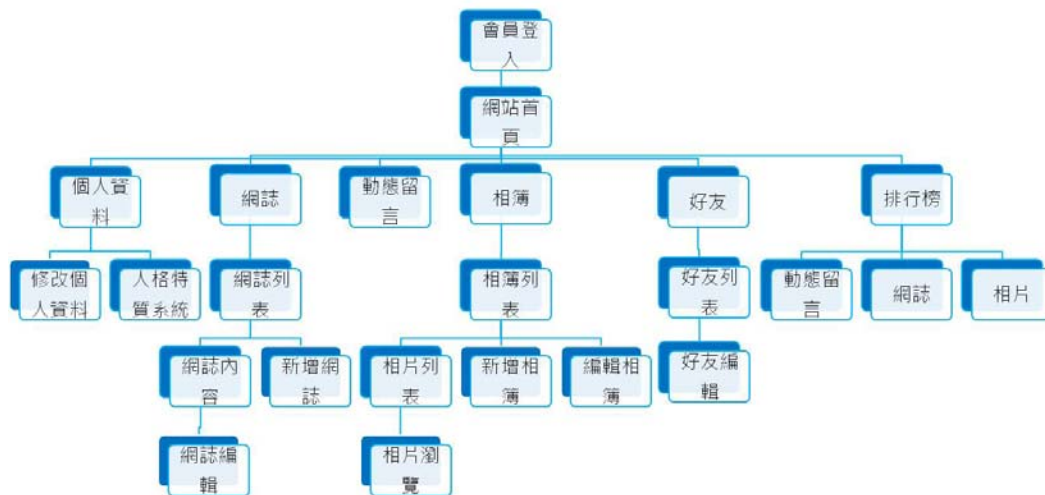 會員登
入
網站首
頁
個人資
料
網誌
動態留
言
相簿
好友
排行榜
修改個
人資料
人格特
質系統
網誌列
表
相簿列
表
好友列
表
動態留
言
網誌
相片
網誌內
容
新增網
誌
相片列
表
新增相
簿
編輯相
簿
好友編
輯
網誌編
輯
相片瀏
覽